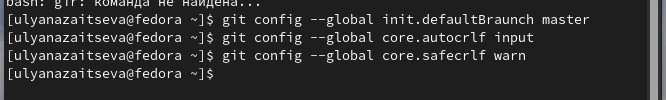 bash: gir: команда не найдена...
[ulyanazaitseva@fedora ~]$ git config --global init.defaultBraunch master
[ulyanazaitseva@fedora ~]$ git config --global core.autocrlf input
[ulyanazaitseva@fedora ~]$ git config --global core.safecrlf warn
[ulyanazaitseva@fedora ~]$